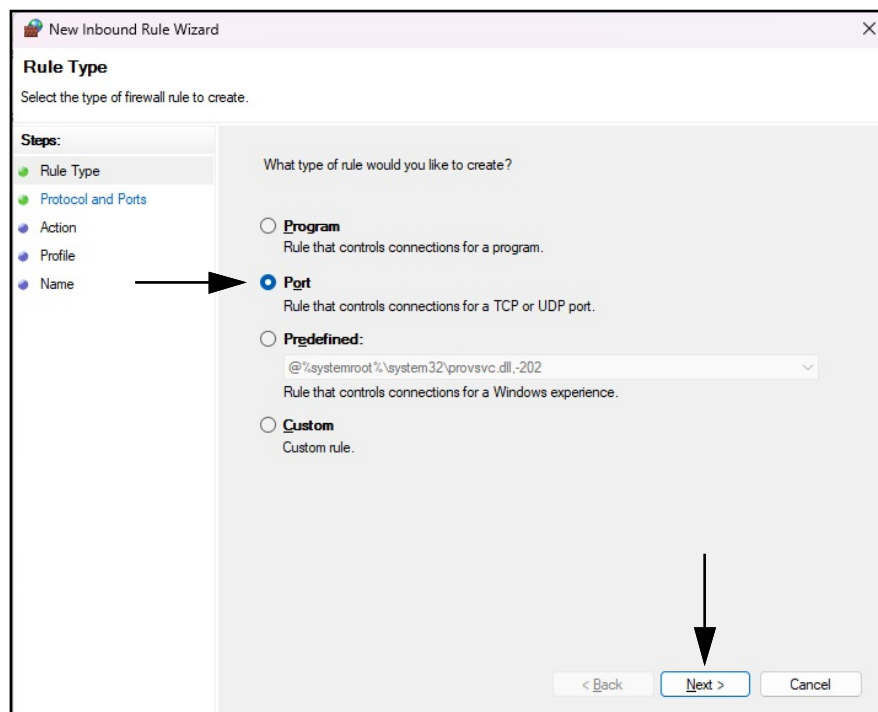 New Inbound Rule Wizard
Rule Type
Select the type of firewall rule to create.
Steps:
Rule Type
Protocol and Ports
Action
Profile
Name
What type of rule would you like to create?
Program
Rule that controls connections for a program.
Port
Rule that controls connections for a TCP or UDP port.
Predefined:
@%systemroot%\system32\provsvc.dll,-202
Rule that controls connections for a Windows experience.
Custom
Custom rule.
< Back Next > Cancel